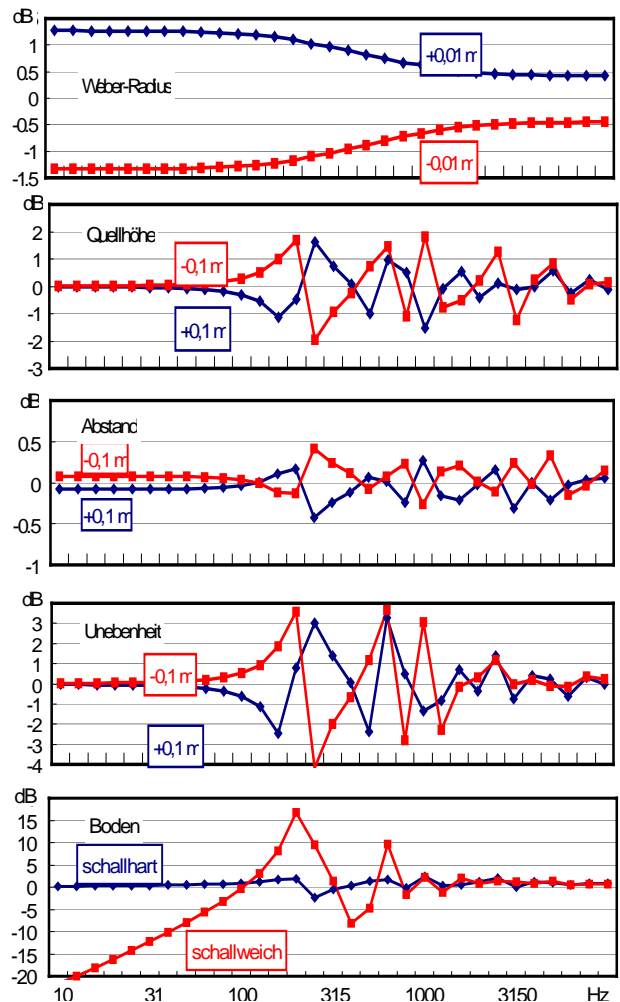 dB
1
0.5
0
-0.5
-1
-1.5
+0,01 m
Weber-Radius
-0,01 m
dB
2
1
0
-1
-2
-3
Quellhöhe
-0,1 m
+0,1 m
dB
0.5
0
-0.5
-1
Abstand
-0,1 m
+0,1 m
dB
3
2
1
0
-1
-2
-3
-4
Unebenheit
-0,1 m
+0,1 m
dB
15
10
5
0
-5
-10
-15
-20
Boden
schallhart
schallweich
10 31 100 315 1000 3150 Hz